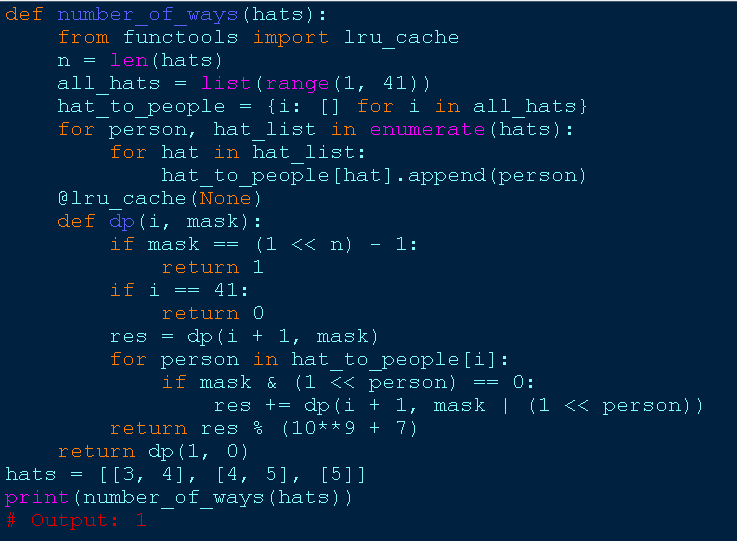 def number_of_ways(hats):
    from functools import lru_cache
    n = len(hats)
    all_hats = list(range(1, 41))
    hat_to_people = {i: [] for i in all_hats}
    for person, hat_list in enumerate(hats):
        for hat in hat_list:
            hat_to_people[hat].append(person)
    @lru_cache(None)
    def dp(i, mask):
        if mask == (1 << n) - 1:
            return 1
        if i == 41:
            return 0
        res = dp(i + 1, mask)
        for person in hat_to_people[i]:
            if mask & (1 << person) == 0:
                res += dp(i + 1, mask | (1 << person))
        return res % (10**9 + 7)
    return dp(1, 0)
hats = [[3, 4], [4, 5], [5]]
print(number_of_ways(hats))
# Output: 1